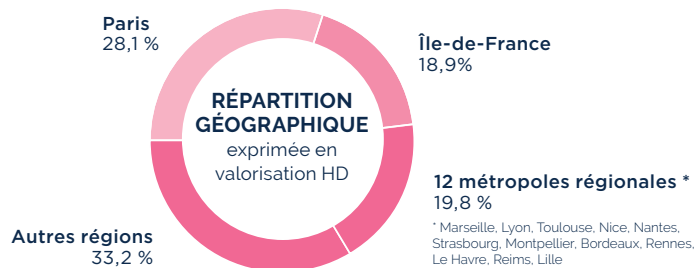 Paris
28,1 %
Île-de-France
18,9%
RÉPARTITION
GÉOGRAPHIQUE
exprimée en
valorisation HD
12 métropoles régionales *
19,8 %
* Marseille, Lyon, Toulouse, Nice, Nantes,
Strasbourg, Montpellier, Bordeaux, Rennes,
Le Havre, Reims, Lille
Autres régions
33,2 %